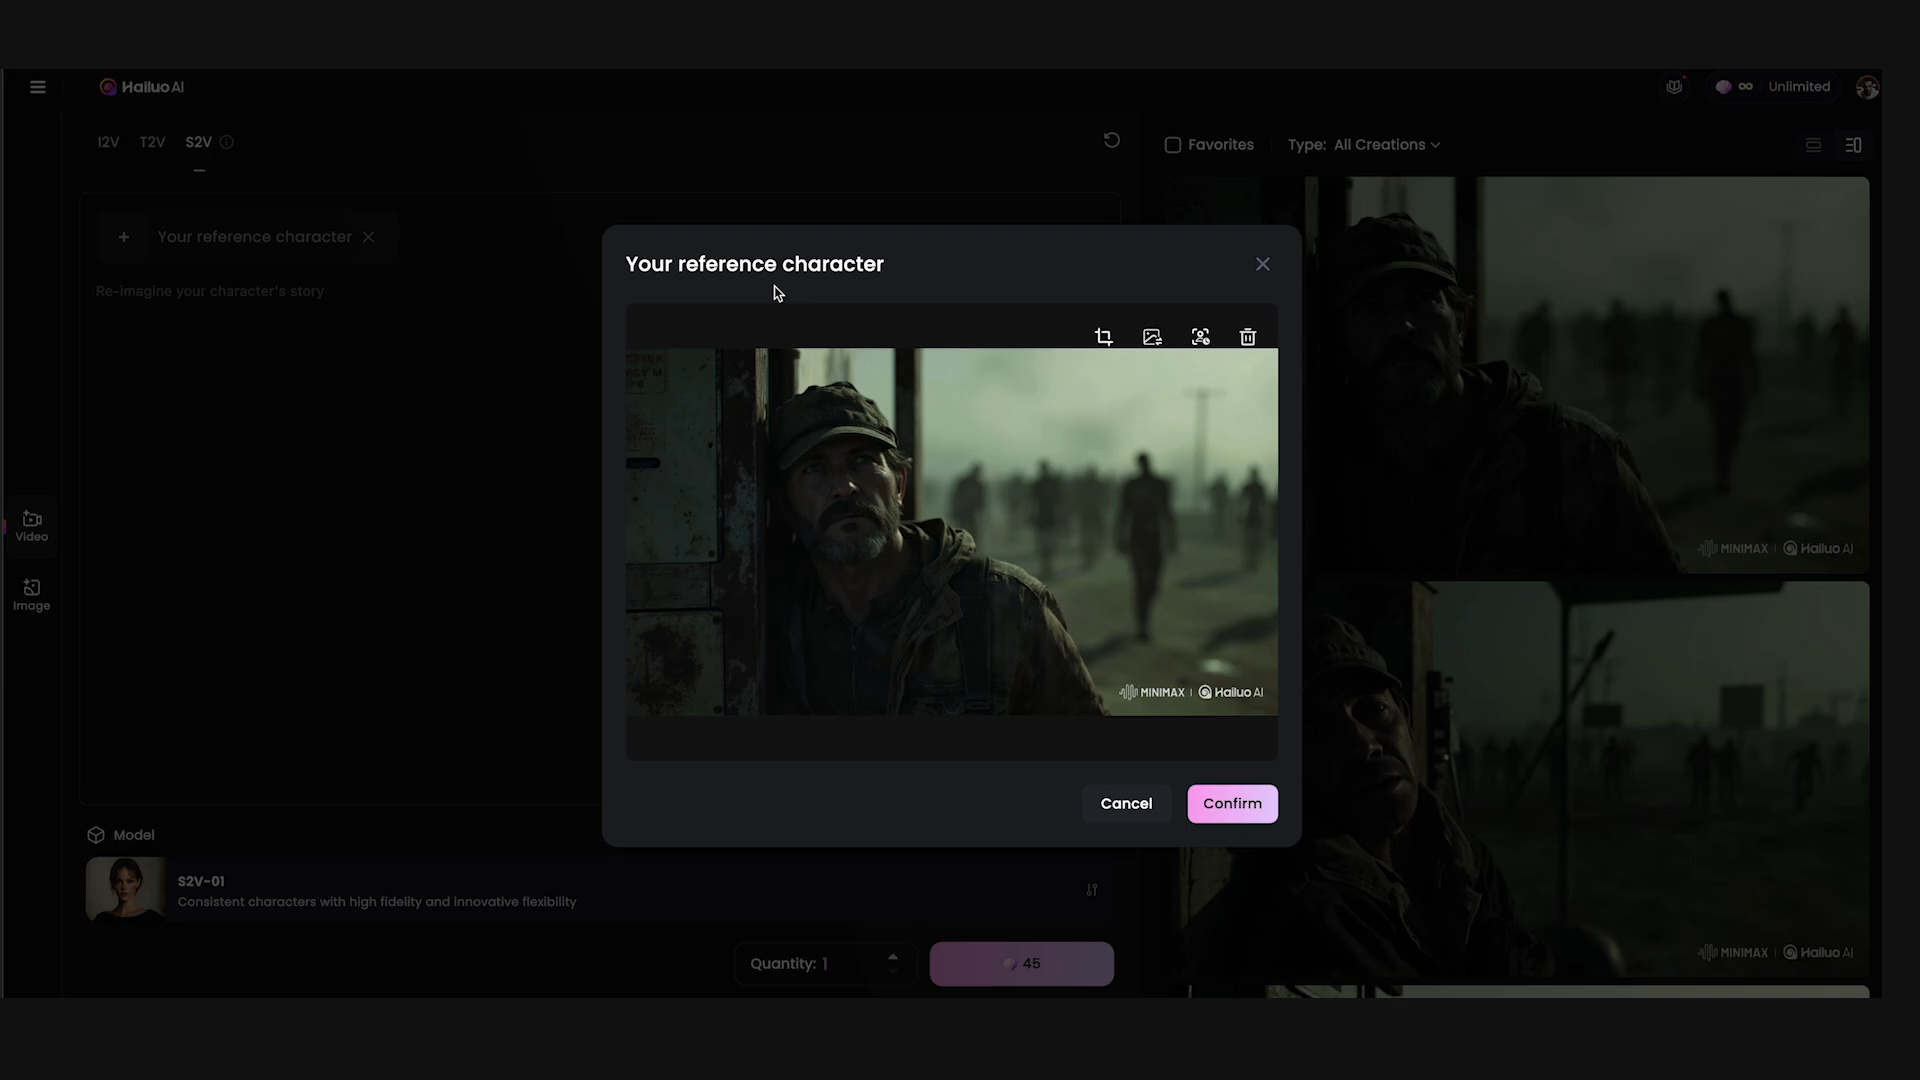 Hailuo AI
Unlimited
I2V T2V S2V
Favorites
Type: All Creations
Your reference character
Re-imagine your character's story
Your reference character
MINIMAX | Hailuo AI
Cancel
Confirm
Video
Image
MINIMAX | Hailuo AI
MINIMAX | Hailuo AI
Model
S2V-01
Consistent characters with high fidelity and innovative flexibility
Quantity: 1
45